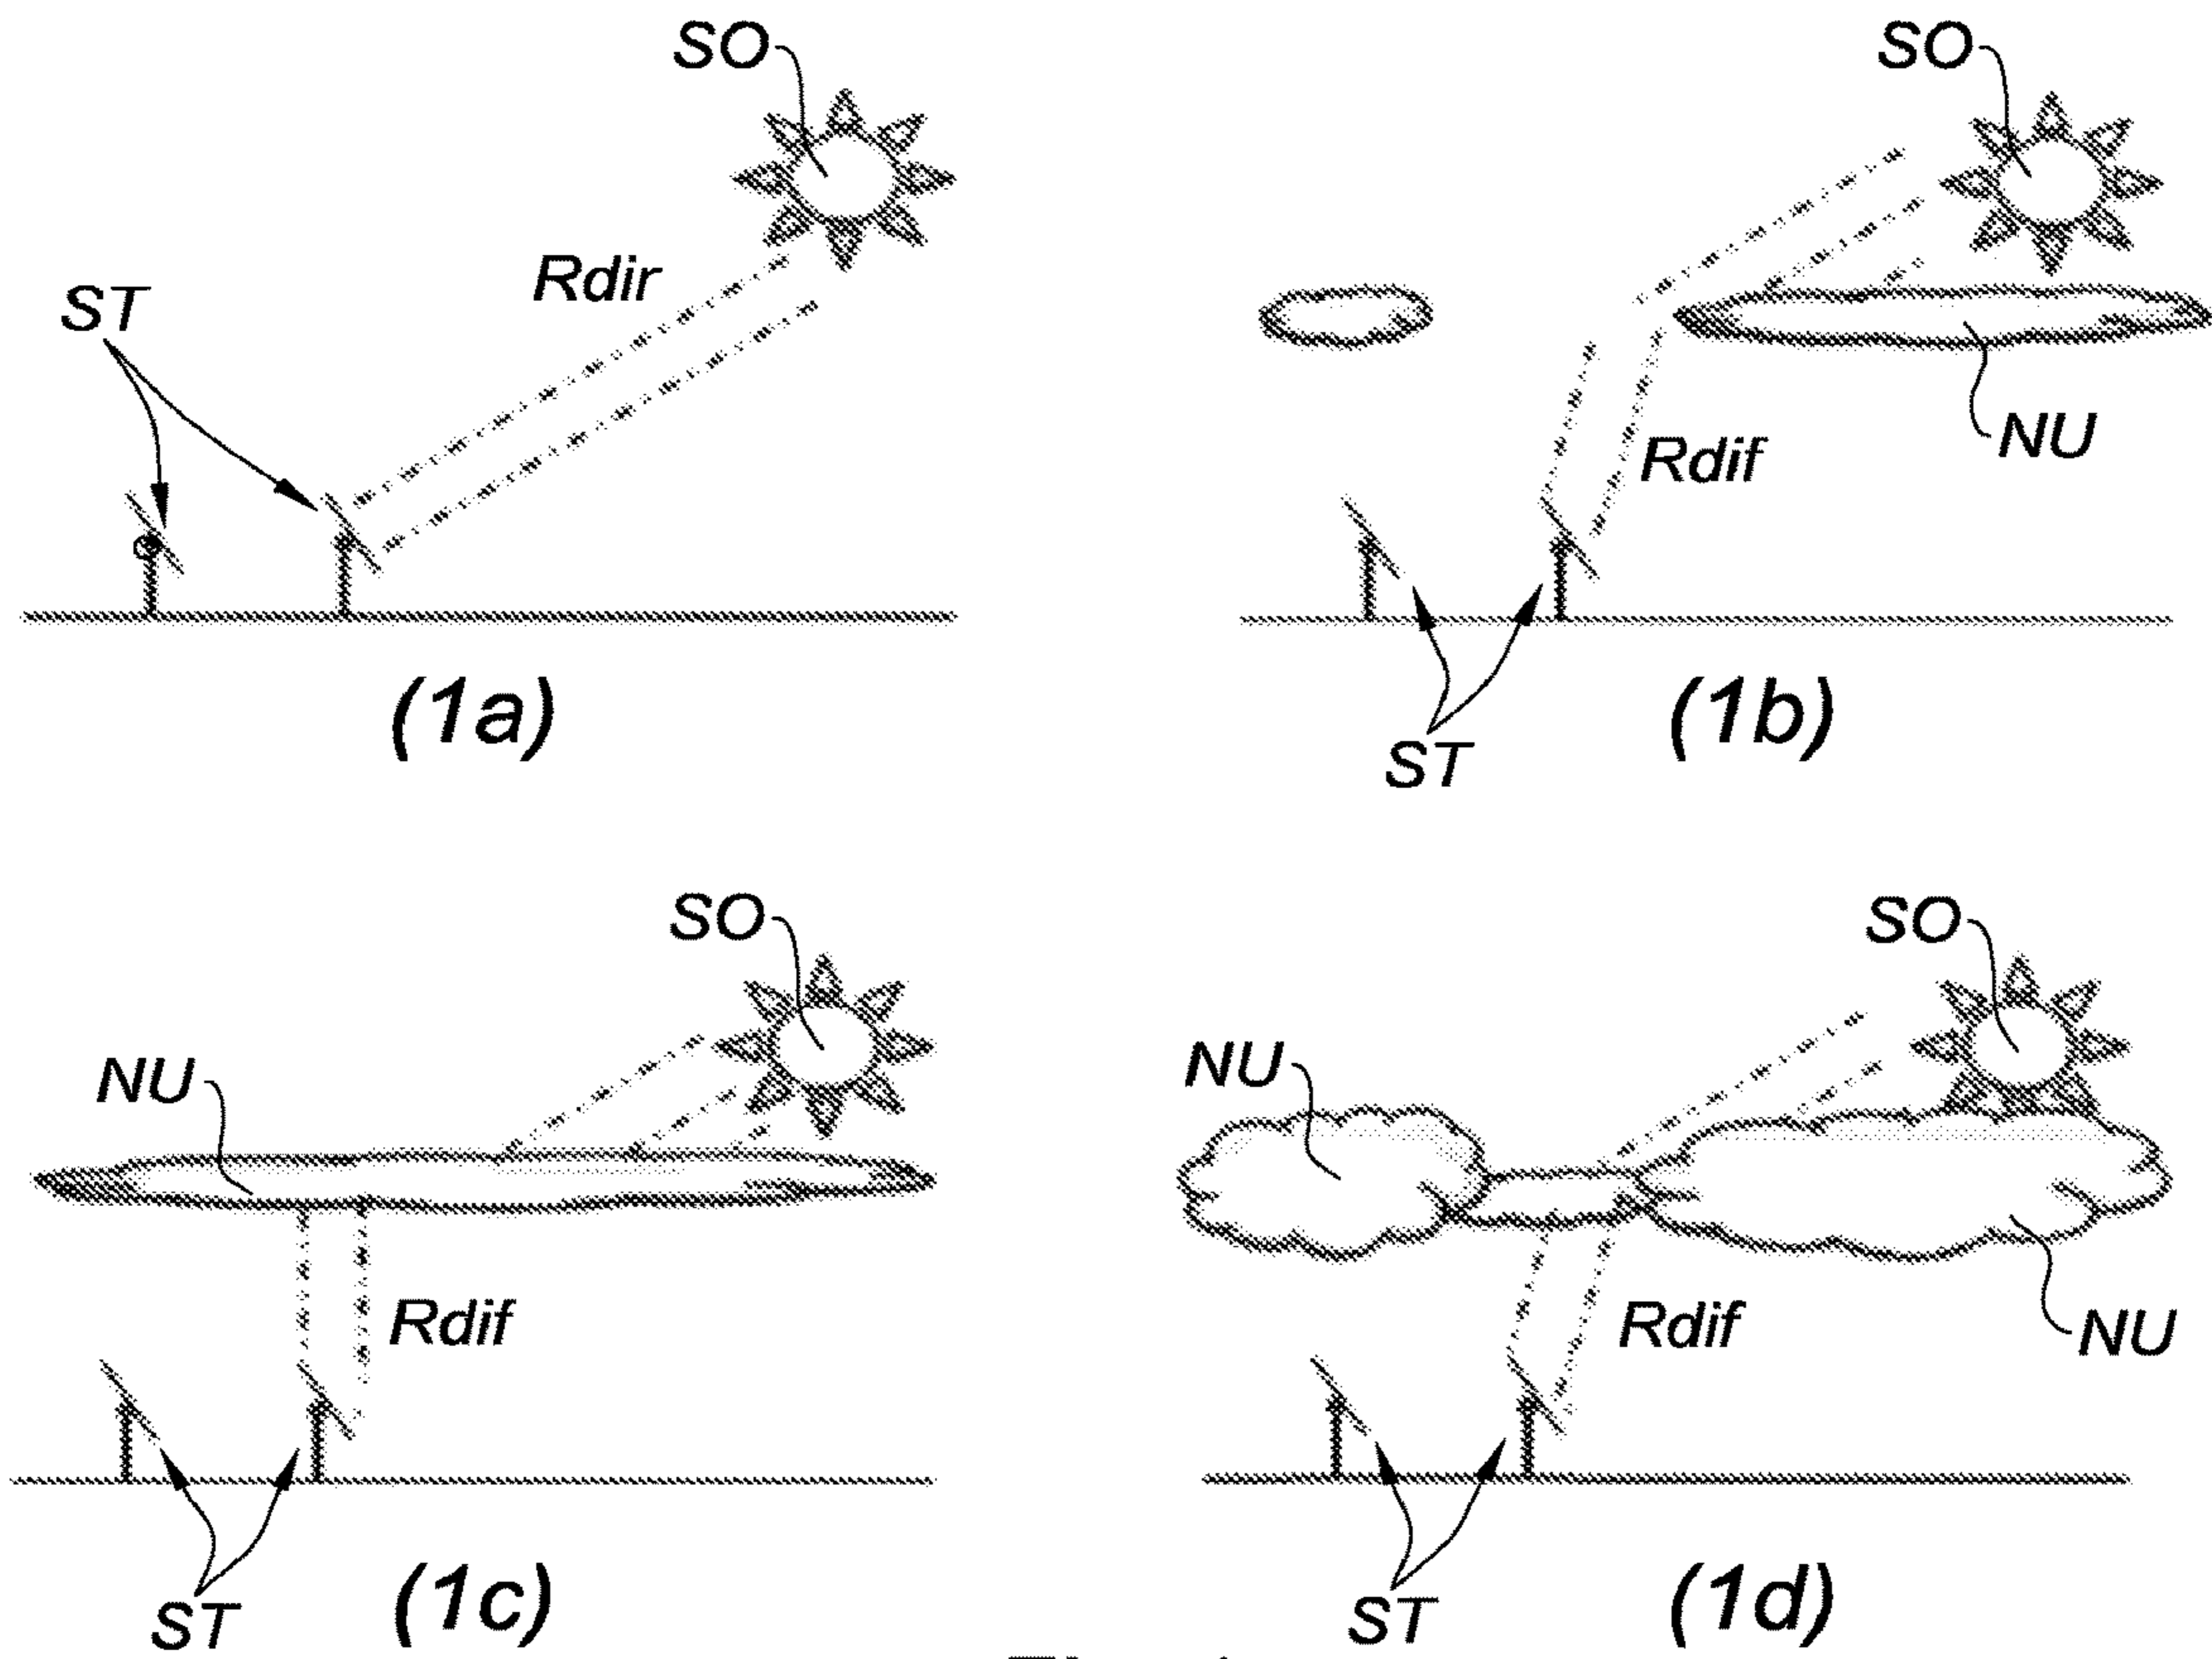 SO
Rdir
ST
(1a)
SO
NU
Rdif
ST
(1b)
SO
NU
Rdif
ST
(1c)
SO
NU
Rdif
NU
ST
(1d)